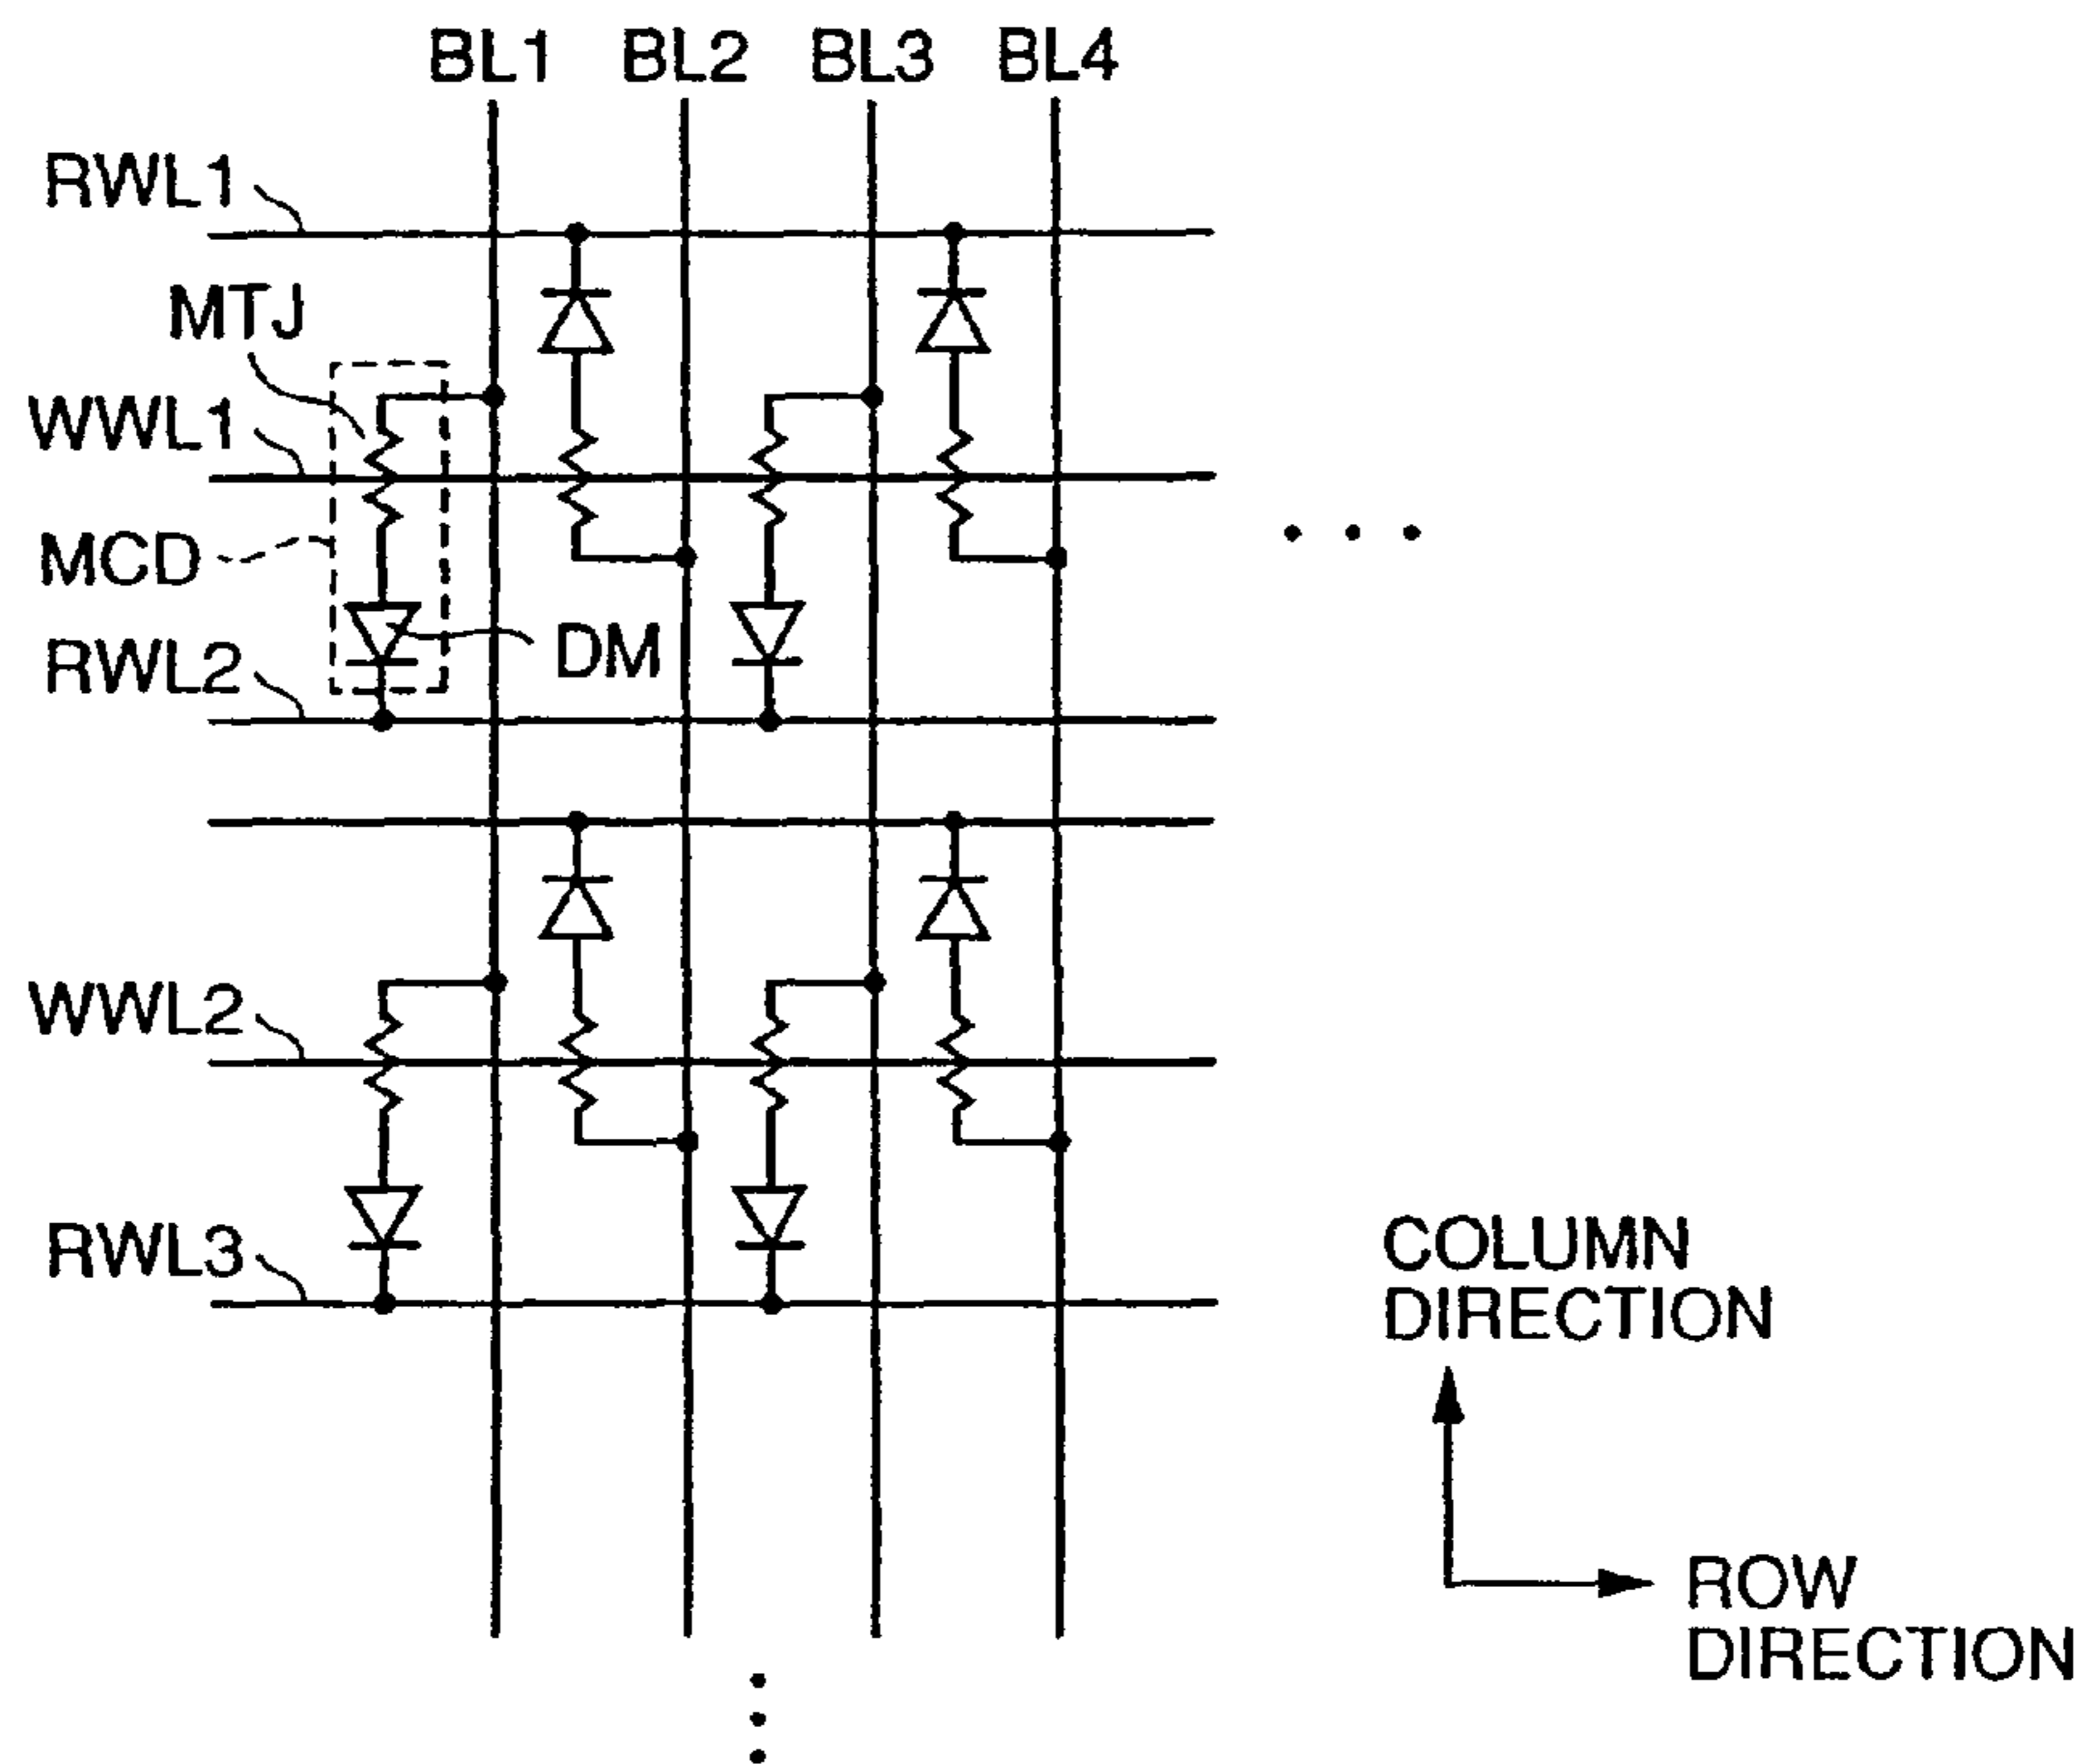 BL1 BL2 BL3 BL4
RWL1
MTJ
WWL1
MCD
DM
RWL2
WWL2
RWL3
COLUMN
DIRECTION
ROW
DIRECTION